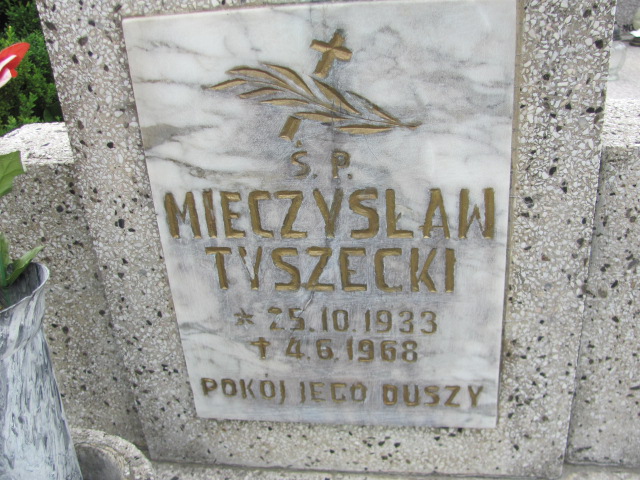 Ś. P.
MIECZYSŁAW
TYSZECKI
* 25.10.1933
✝ 4.6.1968
POKÓJ JEGO DUSZY